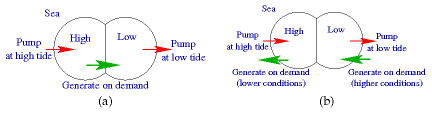 Sea
High
Low
Pump
at high tide
Pump
at low tide
Generate on demand
(a)
Sea
High
Low
Pump
at high tide
Pump
at low tide
Generate on demand
(lower conditions)
Generate on demand
(higher conditions)
(b)